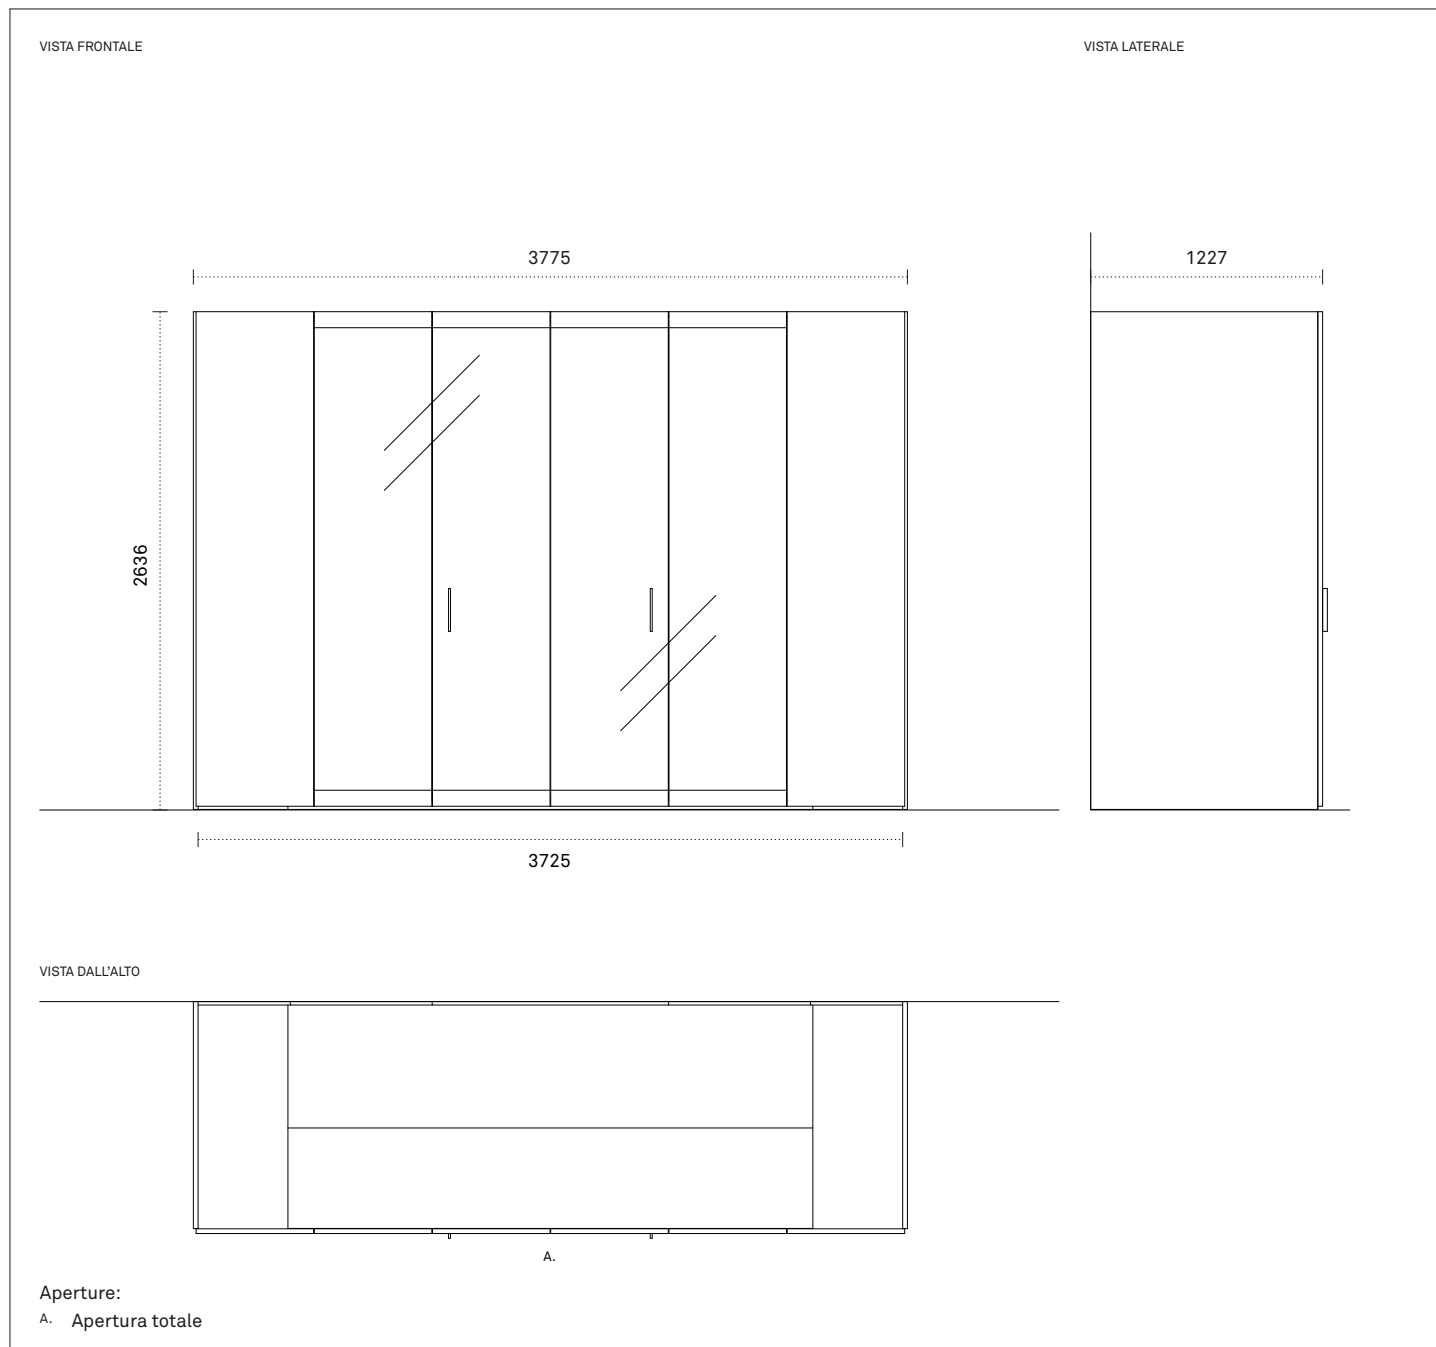 VISTA FRONTALE
VISTA LATERALE
3775
1227
2636
3725
VISTA DALL'ALTO
A.
Aperture:
A. Apertura totale